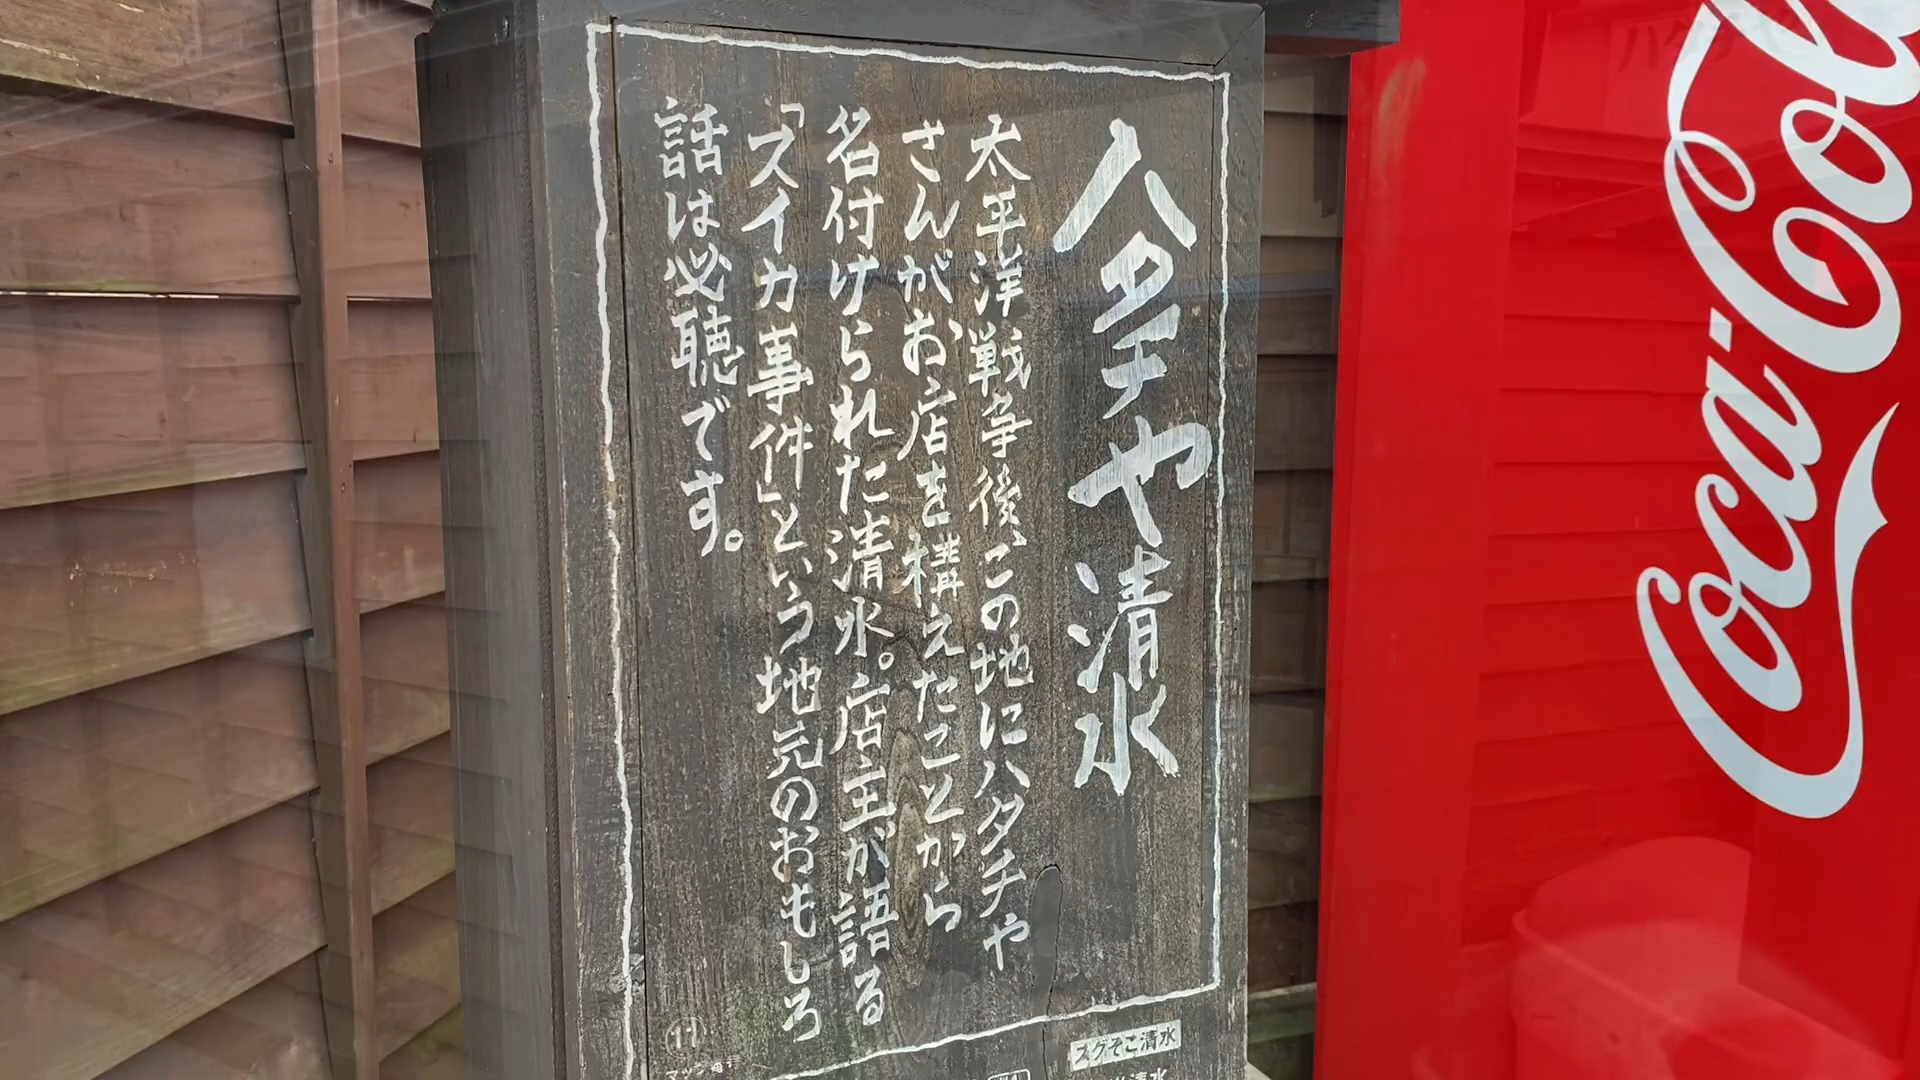 ハタチや清水
太平洋戦争後、この地にハタチや
さんがお店を構えたことから
名付けられた清水。店主が語る
「スイカ事件」という地元のおもしろ
話は必聴です。
11
スグそこ清水
Coca-Col